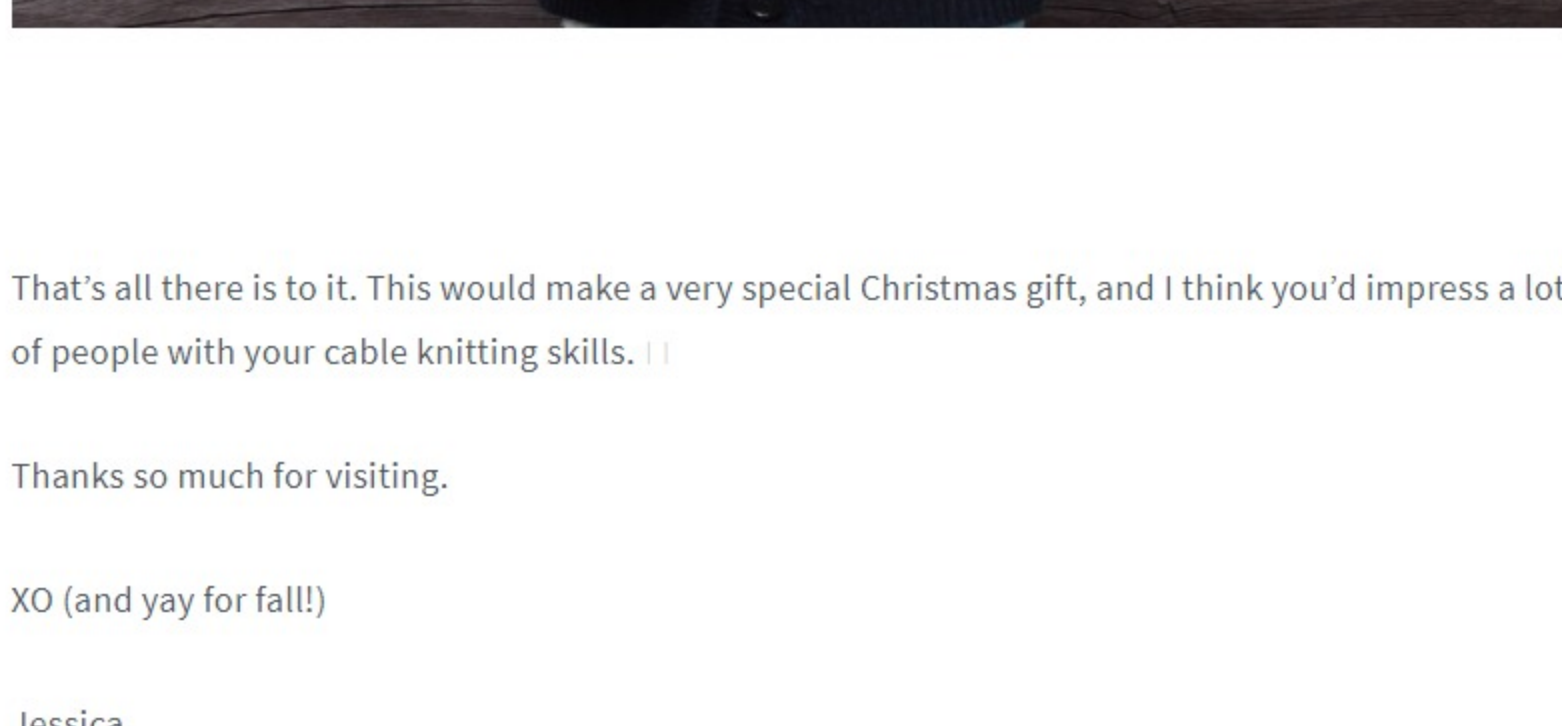 That’s all there is to it. This would make a very special Christmas gift, and I think you’d impress a lot
of people with your cable knitting skills.
Thanks so much for visiting.
XO (and yay for fall!)
Jessica